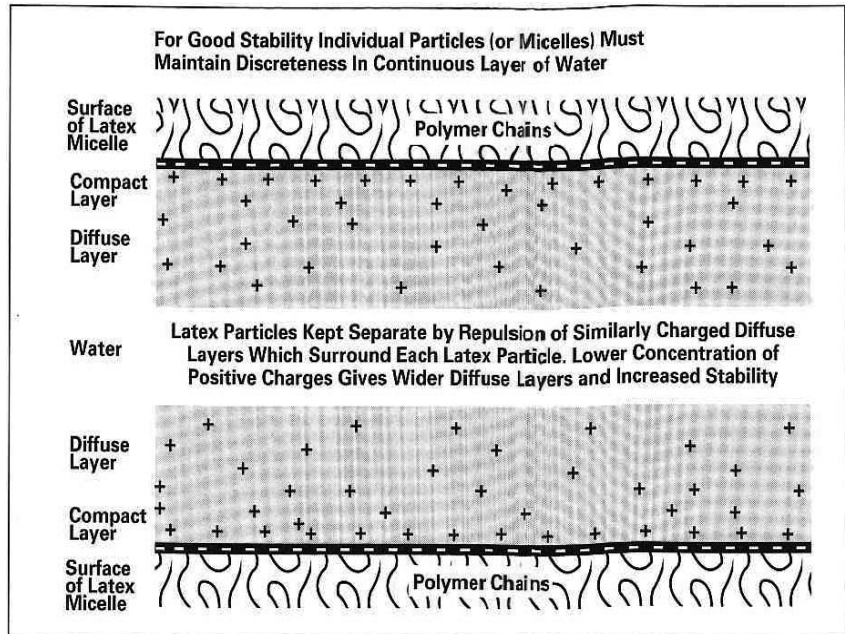 For Good Stability Individual Particles (or Micelles) Must
Maintain Discreteness In Continuous Layer of Water
Surface
of Latex
Micelle
Polymer Chains
Compact
Layer
Diffuse
Layer
Water
Latex Particles Kept Separate by Repulsion of Similarly Charged Diffuse
Layers Which Surround Each Latex Particle. Lower Concentration of
Positive Charges Gives Wider Diffuse Layers and Increased Stability
Diffuse
Layer
Compact
Layer
Surface
of Latex
Micelle
Polymer Chains